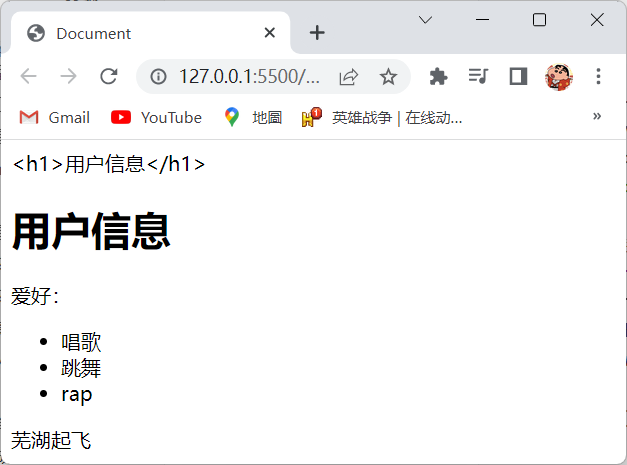 Document
127.0.0.1:5500/...
Gmail YouTube 地圖 英雄战争 | 在线动... »
<h1>用户信息</h1>
用户信息
爱好：
• 唱歌
• 跳舞
• rap
芜湖起飞